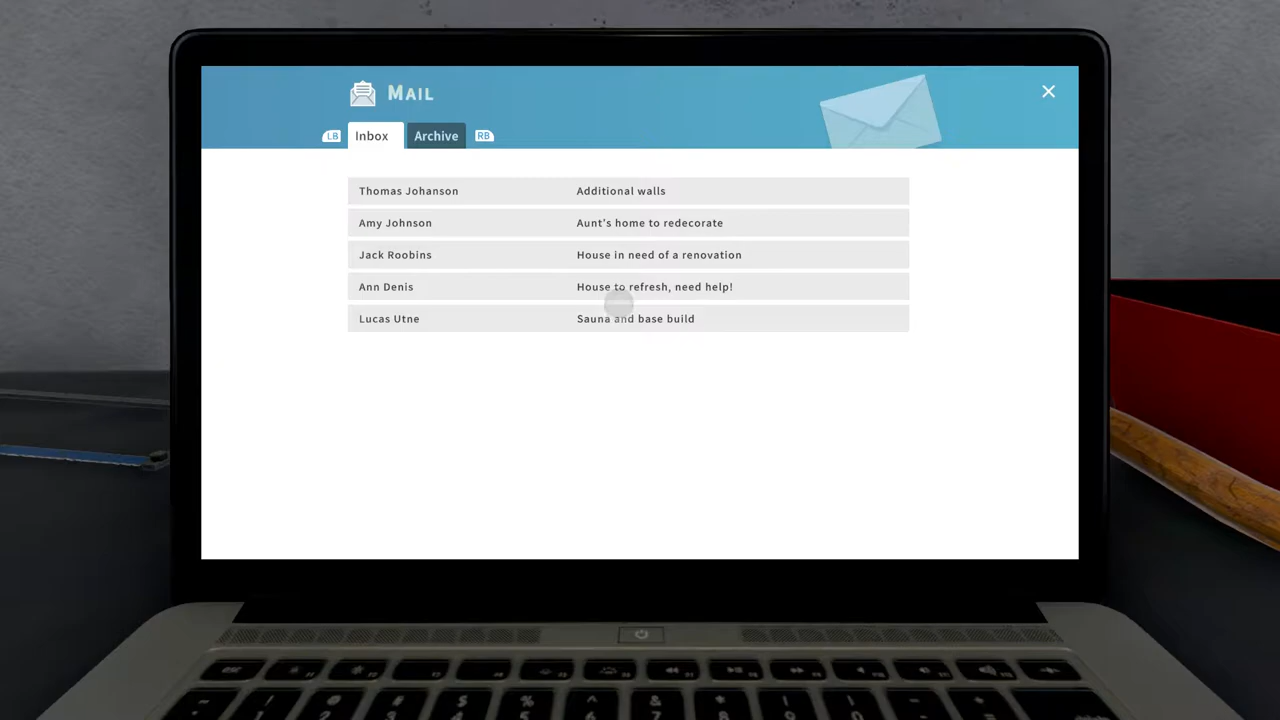 MAIL
LB Inbox Archive RB
Thomas Johanson Additional walls
Amy Johnson Aunt's home to redecorate
Jack Roobins House in need of a renovation
Ann Denis House to refresh, need help!
Lucas Utne Sauna and base build